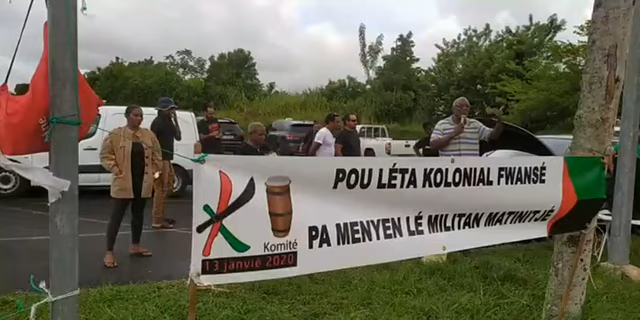 POU LÉTA KOLONIAL FWANSÉ
PA MENYEN LÉ MILITAN MATINITJÉ
Komité
13 janvié 2020